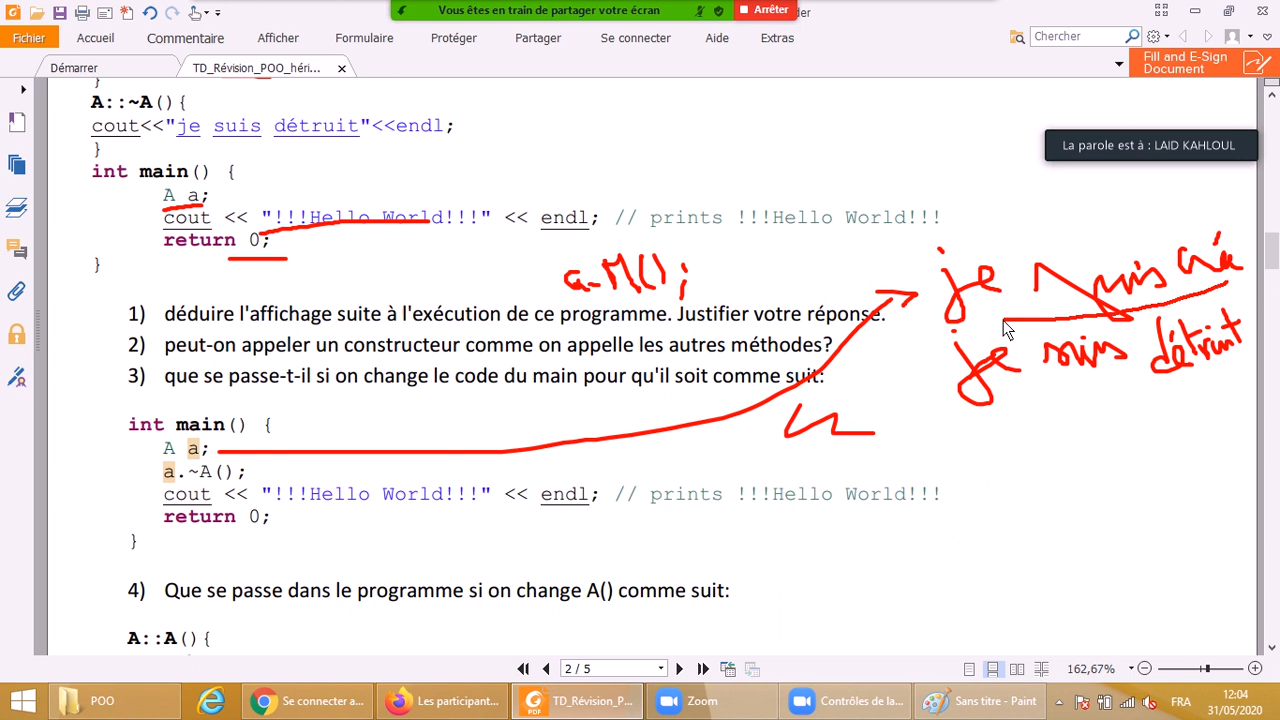 Vous êtes en train de partager votre écran
Arrêter
der
Fichier
Accueil
Commentaire
Afficher
Formulaire
Protéger
Partager
Se connecter
Aide
Extras
Chercher
Démarrer
TD_Révision_POO_héri...
Fill and E-Sign
Document
}
A::~A(){
cout<<"je suis détruit"<<endl;
}
La parole est à : LAID KAHLOUL
int main() {
A a;
cout << "!!!Hello World!!!" << endl; // prints !!!Hello World!!!
return 0;
}
a.M();
je suis née
1) déduire l'affichage suite à l'exécution de ce programme. Justifier votre réponse.
2) peut-on appeler un constructeur comme on appelle les autres méthodes?
je suis détruit
3) que se passe-t-il si on change le code du main pour qu'il soit comme suit:
int main() {
A a;
a.~A();
cout << "!!!Hello World!!!" << endl; // prints !!!Hello World!!!
return 0;
}
4) Que se passe dans le programme si on change A() comme suit:
A::A(){
2 / 5
162,67%
POO
Se connecter a...
Les participant...
TD_Révision_P...
Zoom
Contrôles de la...
Sans titre - Paint
FRA
12:04
31/05/2020